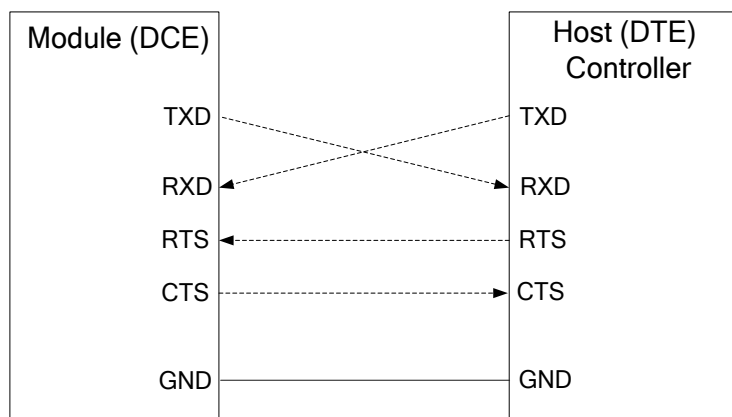 Module (DCE)
TXD
RXD
RTS
CTS
GND
Host (DTE)
Controller
TXD
RXD
RTS
CTS
GND